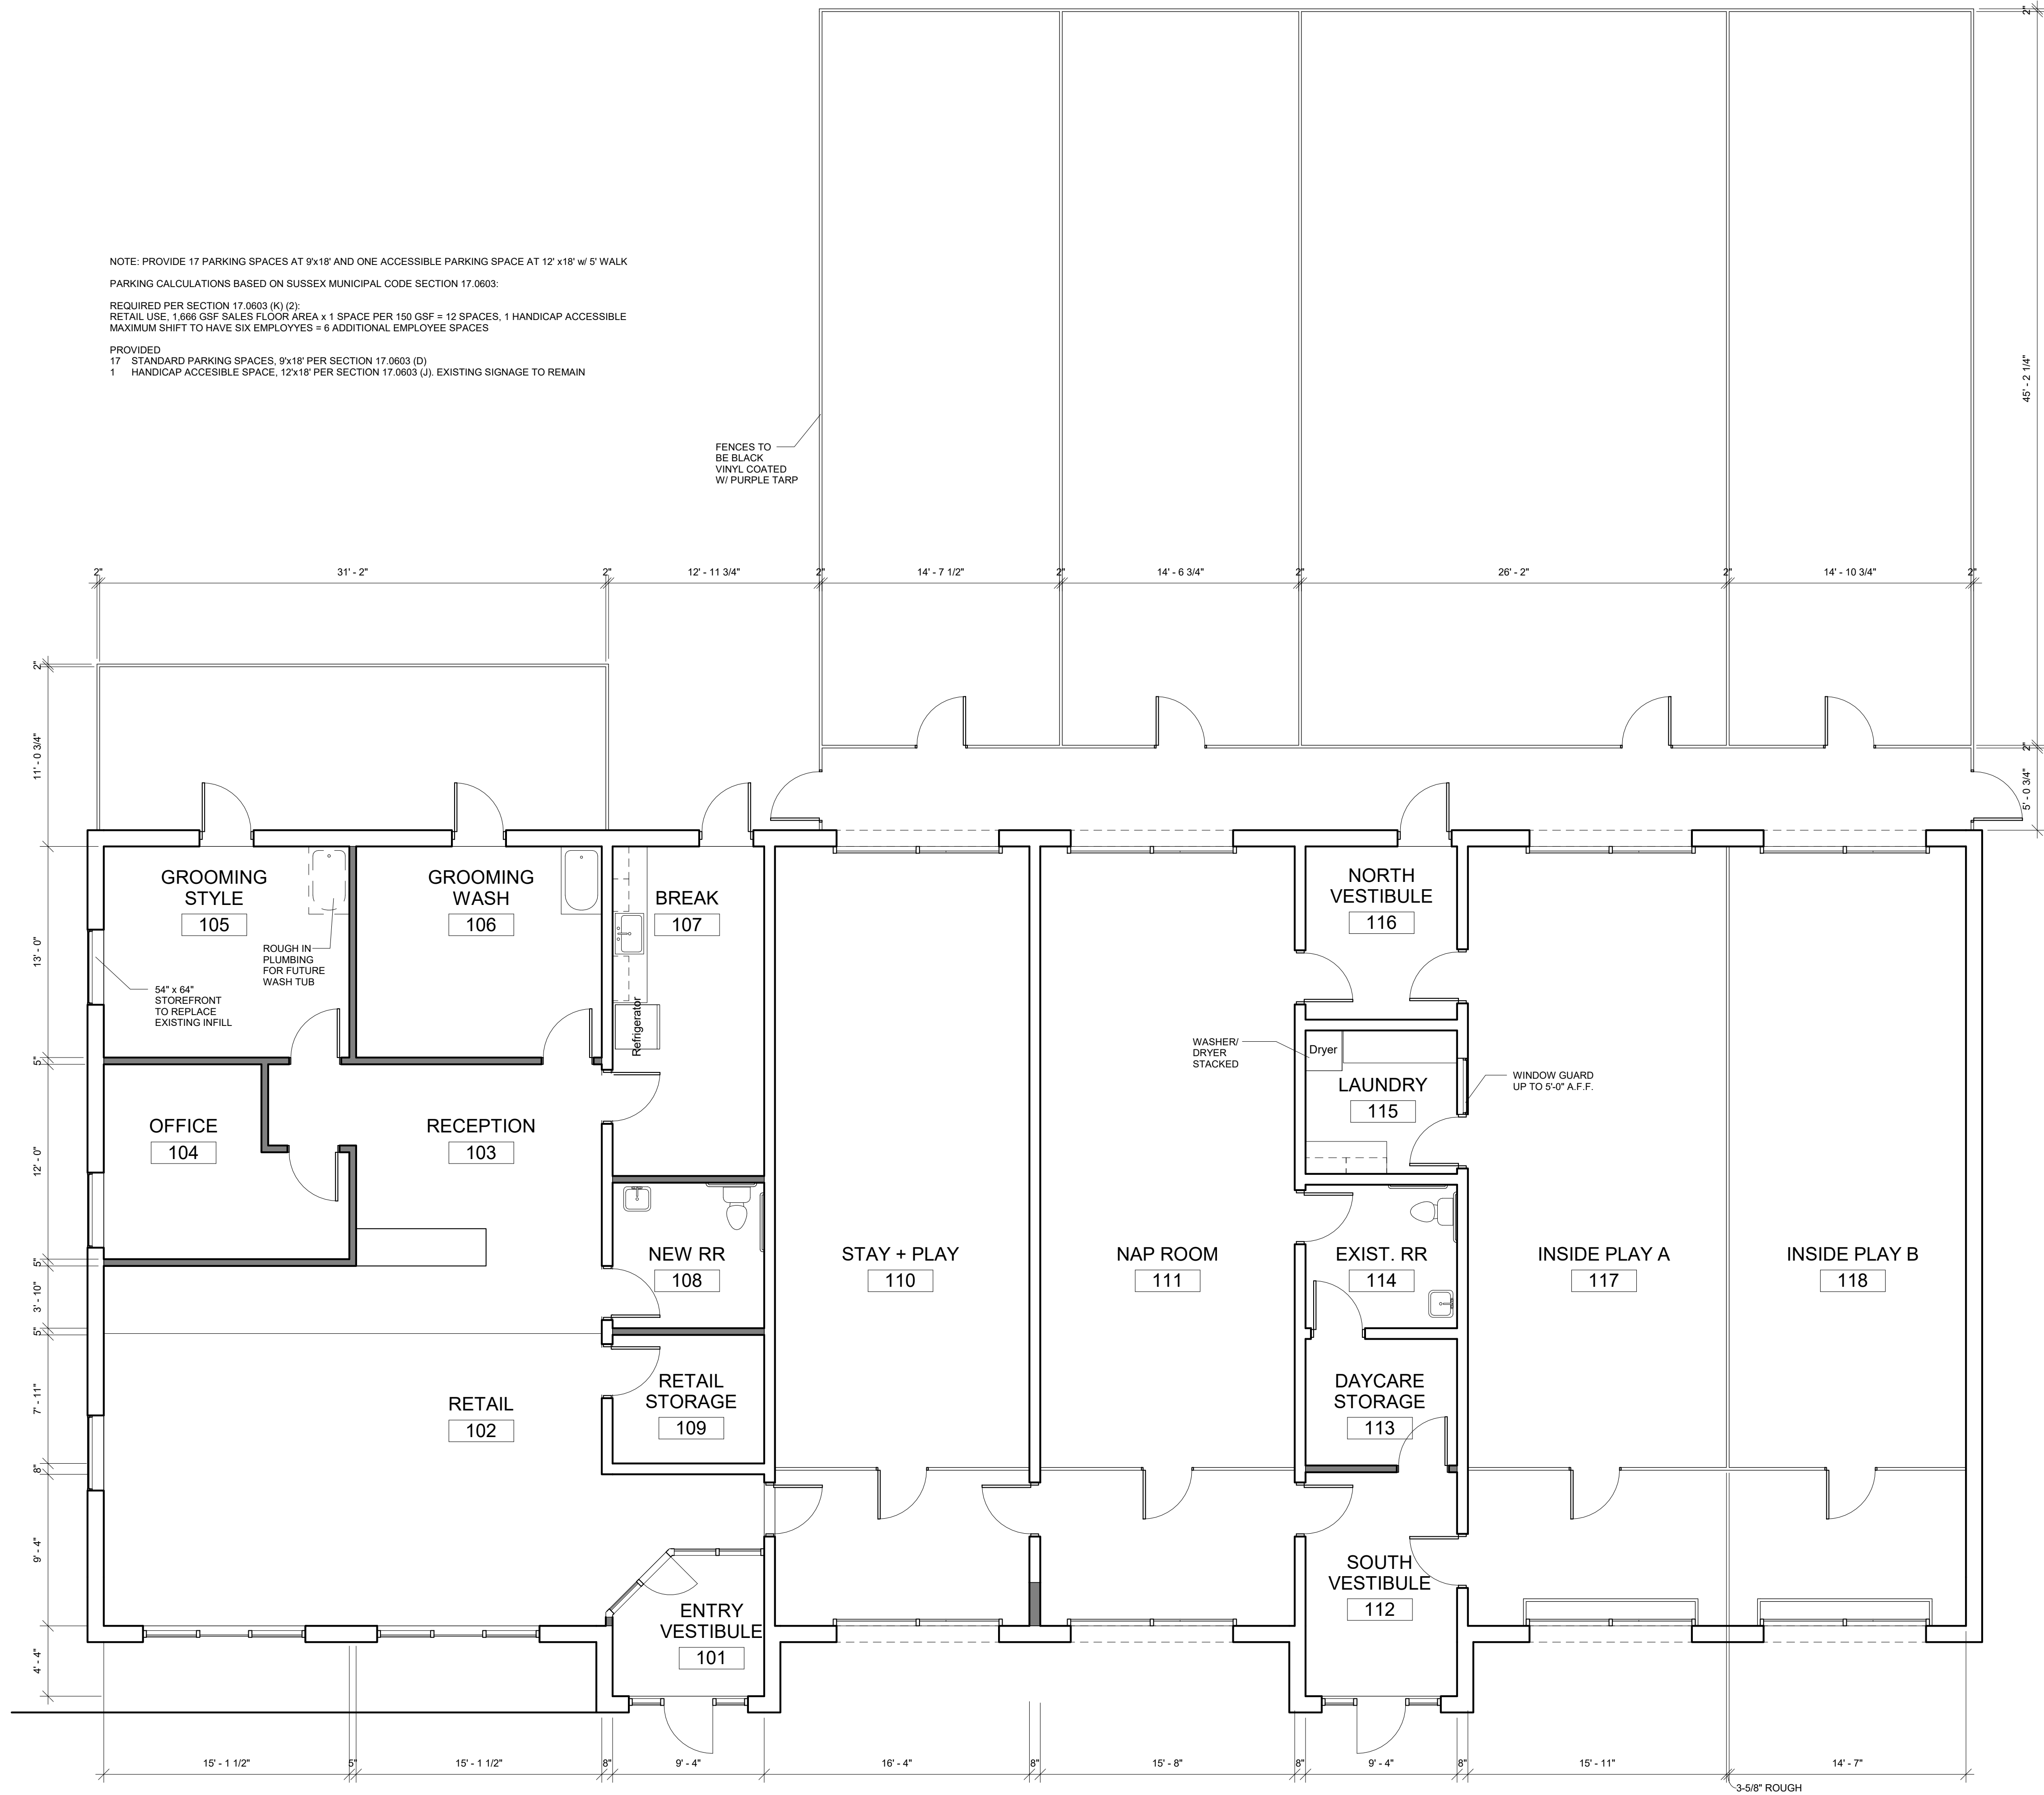 2"
NOTE: PROVIDE 17 PARKING SPACES AT 9'x18' AND ONE ACCESSIBLE PARKING SPACE AT 12' x18' w/ 5' WALK
PARKING CALCULATIONS BASED ON SUSSEX MUNICIPAL CODE SECTION 17.0603:
REQUIRED PER SECTION 17.0603 (K) (2):
RETAIL USE, 1,666 GSF SALES FLOOR AREA x 1 SPACE PER 150 GSF = 12 SPACES, 1 HANDICAP ACCESSIBLE
MAXIMUM SHIFT TO HAVE SIX EMPLOYYES = 6 ADDITIONAL EMPLOYEE SPACES
PROVIDED
17 STANDARD PARKING SPACES, 9'x18' PER SECTION 17.0603 (D)
1 HANDICAP ACCESIBLE SPACE, 12'x18' PER SECTION 17.0603 (J). EXISTING SIGNAGE TO REMAIN
45' - 2 1/4"
FENCES TO
BE BLACK
VINYL COATED
W/ PURPLE TARP
2" 31' - 2" 2" 12' - 11 3/4" 2" 14' - 7 1/2" 2" 14' - 6 3/4" 2" 26' - 2" 2" 14' - 10 3/4" 2"
2"
11' - 0 3/4"
2"
5' - 0 3/4"
GROOMING
STYLE
105
GROOMING
WASH
106
BREAK
107
NORTH
VESTIBULE
116
13' - 0"
ROUGH IN
PLUMBING
FOR FUTURE
WASH TUB
54" x 64"
STOREFRONT
TO REPLACE
EXISTING INFILL
Refrigerator
WASHER/
DRYER
STACKED
Dryer
5"
LAUNDRY
115
WINDOW GUARD
UP TO 5'-0" A.F.F.
OFFICE
104
RECEPTION
103
12' - 0"
NEW RR
108
STAY + PLAY
110
NAP ROOM
111
EXIST. RR
114
INSIDE PLAY A
117
INSIDE PLAY B
118
5"
3' - 10"
5"
7' - 11"
RETAIL
102
RETAIL
STORAGE
109
DAYCARE
STORAGE
113
8"
9' - 4"
SOUTH
VESTIBULE
112
ENTRY
VESTIBULE
101
4' - 4"
15' - 1 1/2" 5" 15' - 1 1/2" 8" 9' - 4" 16' - 4" 8" 15' - 8" 8" 9' - 4" 8" 15' - 11" 14' - 7"
3-5/8" ROUGH